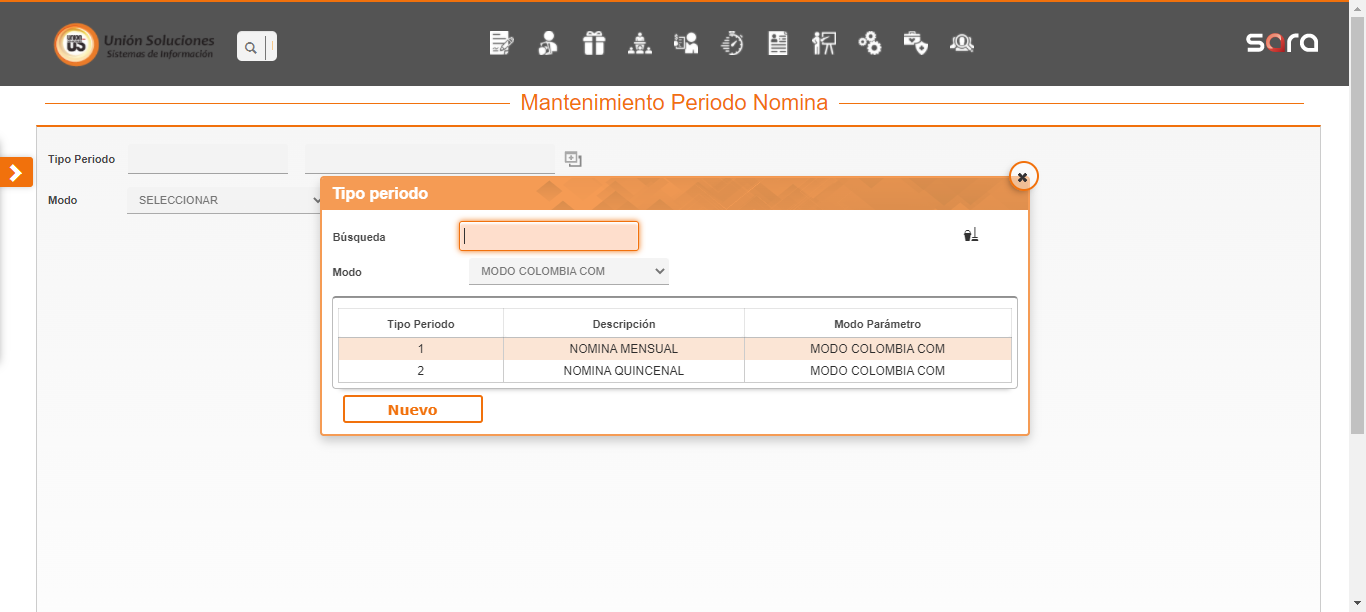 UNION
US
Unión Soluciones
Sistemas de Información
sara
Mantenimiento Periodo Nomina
Tipo Periodo
Modo
SELECCIONAR
Tipo periodo
Búsqueda
Modo
MODO COLOMBIA COM
Tipo Periodo Descripción Modo Parámetro
1 NOMINA MENSUAL MODO COLOMBIA COM
2 NOMINA QUINCENAL MODO COLOMBIA COM
Nuevo